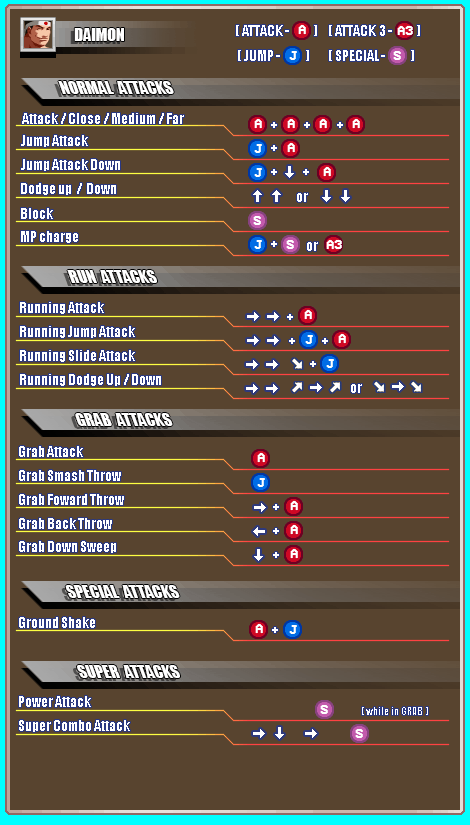 DAIMON
[ ATTACK - A ] [ ATTACK 3 - A3 ]
[ JUMP - J ] [ SPECIAL - S ]
NORMAL ATTACKS
Attack / Close / Medium / Far A + A + A + A
Jump Attack J + A
Jump Attack Down J + ↓ + A
Dodge up / Down ↑ ↑ or ↓ ↓
Block S
MP charge J + S or A3
RUN ATTACKS
Running Attack → → + A
Running Jump Attack → → + J + A
Running Slide Attack → → ↘ + J
Running Dodge Up / Down → → ↗ → ↗ or ↘ → ↘
GRAB ATTACKS
Grab Attack A
Grab Smash Throw J
Grab Foward Throw → + A
Grab Back Throw ← + A
Grab Down Sweep ↓ + A
SPECIAL ATTACKS
Ground Shake A + J
SUPER ATTACKS
Power Attack S [ while in GRAB ]
Super Combo Attack → ↓ → S